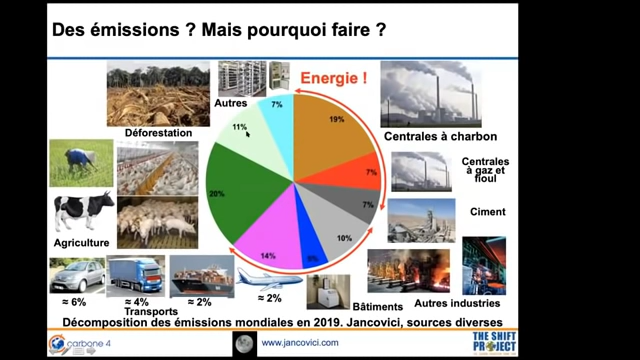 Des émissions ? Mais pourquoi faire ?
Energie !
Autres
7%
19%
11%
Déforestation
Centrales à charbon
7%
Centrales
à gaz et
fioul
7%
20%
Ciment
10%
14%
Agriculture
≈ 6%
≈ 4%
≈ 2%
≈ 2%
Transports
Bâtiments
Autres industries
Décomposition des émissions mondiales en 2019. Jancovici, sources diverses
carbone 4
www.jancovici.com
THE SHIFT
PROJECT